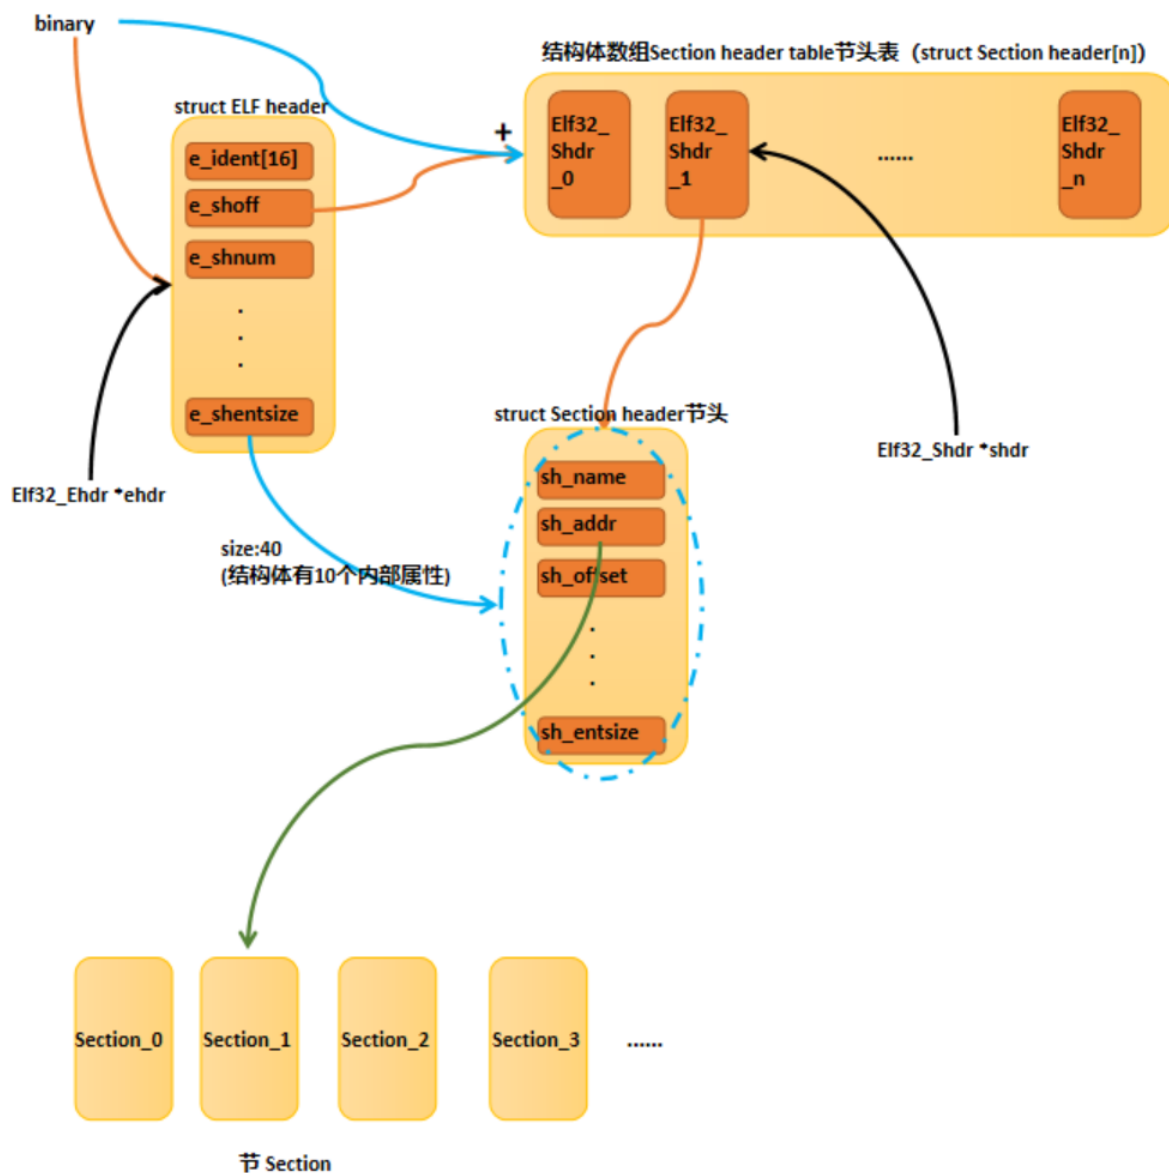 binary
结构体数组Section header table节头表（struct Section header[n]）
struct ELF header
+
e_ident[16]
e_shoff
e_shnum
.
.
.
e_shentsize
Elf32_
Shdr
_0
Elf32_
Shdr
_1
......
Elf32_
Shdr
_n
Elf32_Ehdr *ehdr
struct Section header节头
Elf32_Shdr *shdr
size:40
(结构体有10个内部属性)
sh_name
sh_addr
sh_offset
.
.
.
sh_entsize
Section_0
Section_1
Section_2
Section_3
......
节 Section